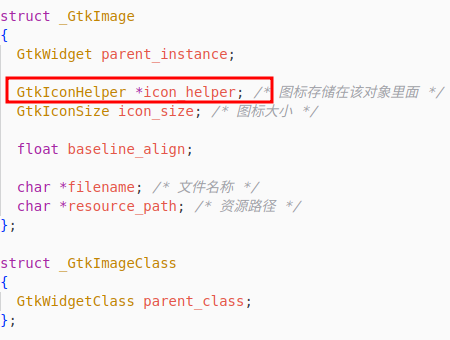 struct _GtkImage
{
GtkWidget parent_instance;
GtkIconHelper *icon_helper; /* 图标存储在该对象里面 */
GtkIconSize icon_size; /* 图标大小 */
float baseline_align;
char *filename; /* 文件名称 */
char *resource_path; /* 资源路径 */
};
struct _GtkImageClass
{
GtkWidgetClass parent_class;
};